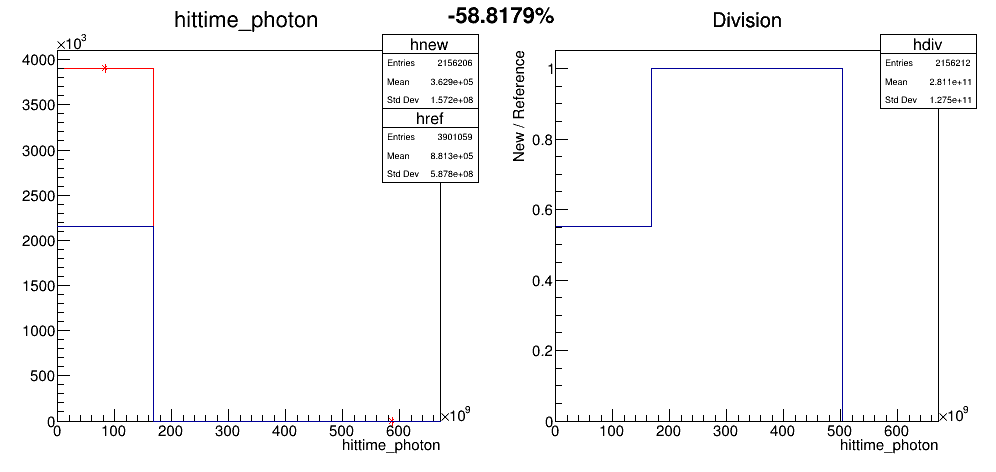 hittime_photon
-58.8179%
Division
×10³
hnew
Entries 2156206
Mean 3.629e+05
Std Dev 1.572e+08
href
Entries 3901059
Mean 8.813e+05
Std Dev 5.878e+08
4000
3500
3000
2500
2000
1500
1000
500
0
0 100 200 300 400 500 600 ×10⁹
hittime_photon
hdiv
Entries 2156212
Mean 2.811e+11
Std Dev 1.275e+11
New / Reference
1
0.8
0.6
0.4
0.2
0
0 100 200 300 400 500 600 ×10⁹
hittime_photon